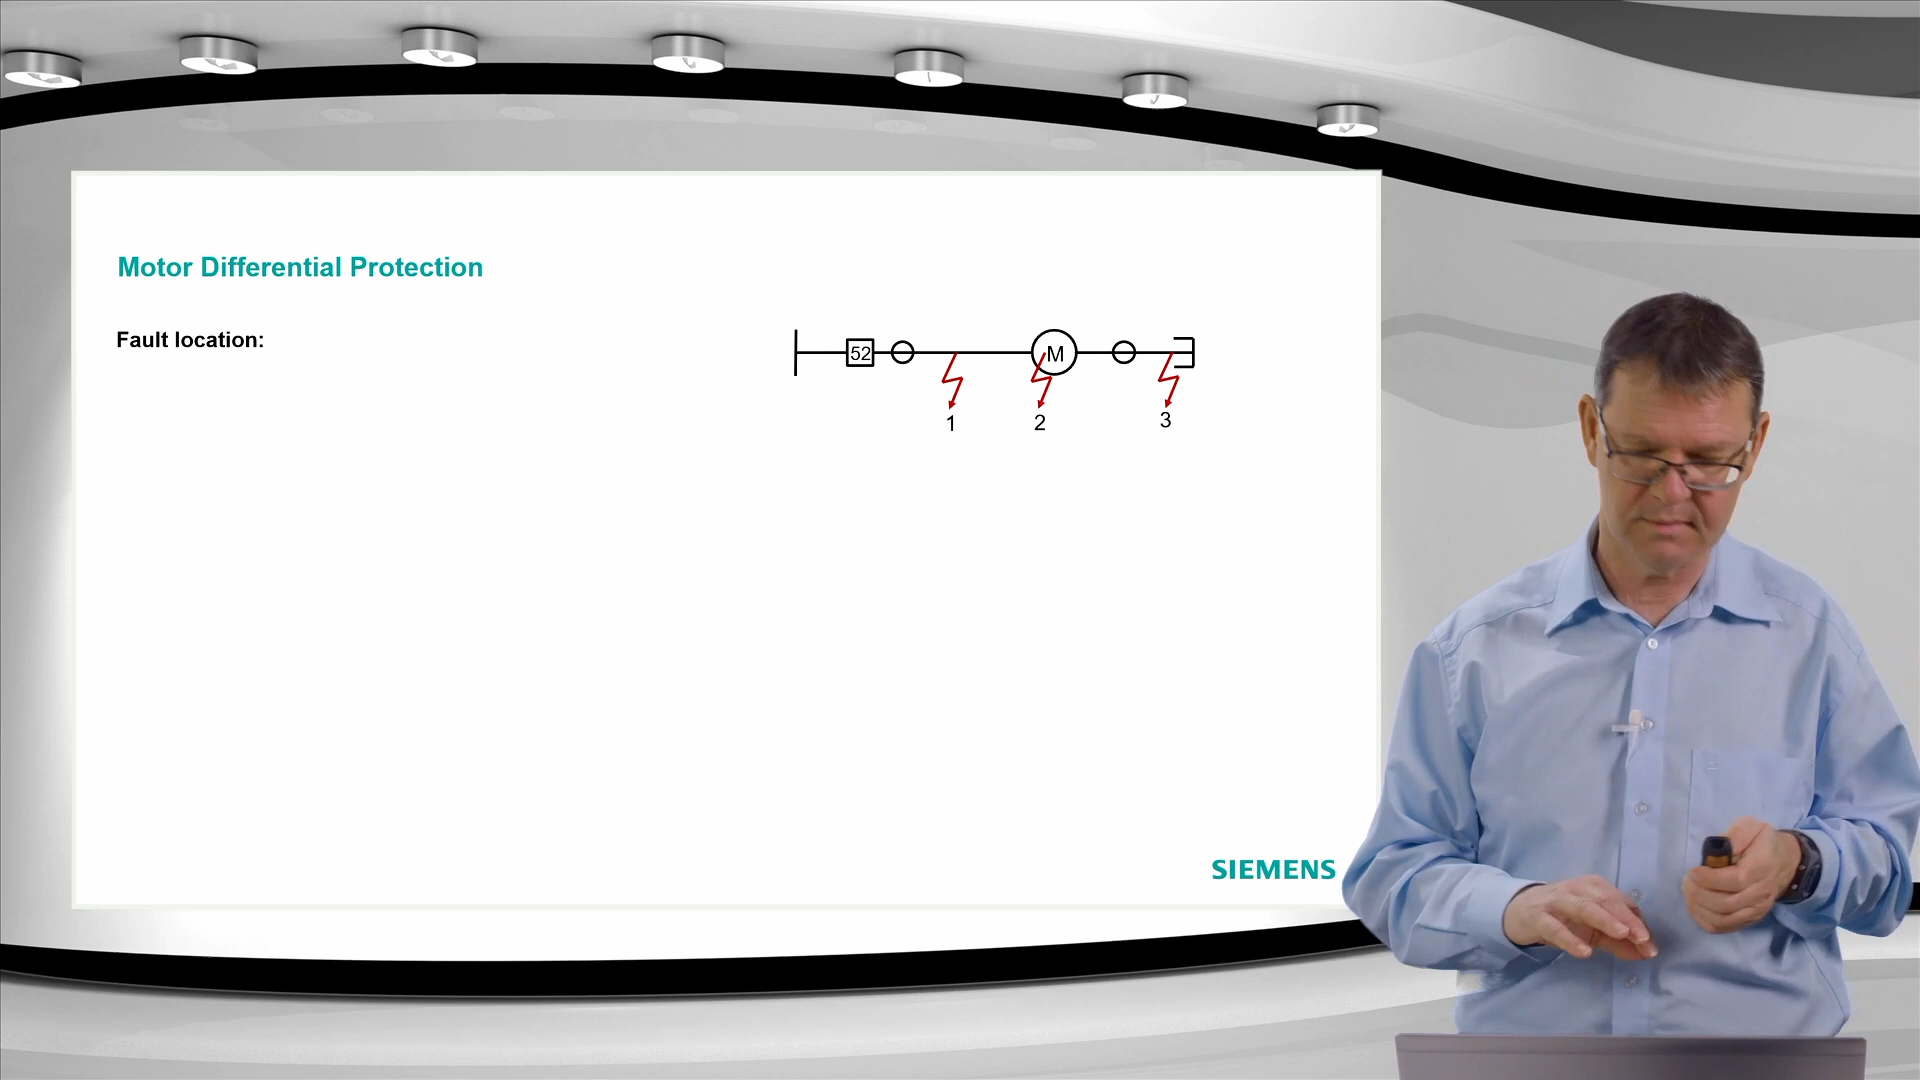 Motor Differential Protection
Fault location:
52
M
1
2
3
SIEMENS